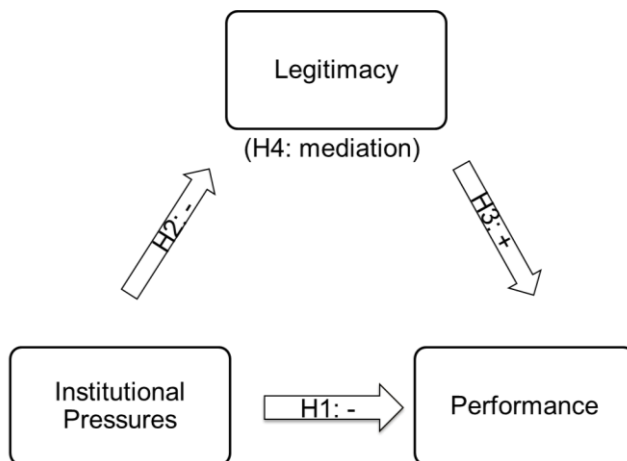 Legitimacy
(H4: mediation)
H2: -
H3: +
Institutional
Pressures
H1: -
Performance